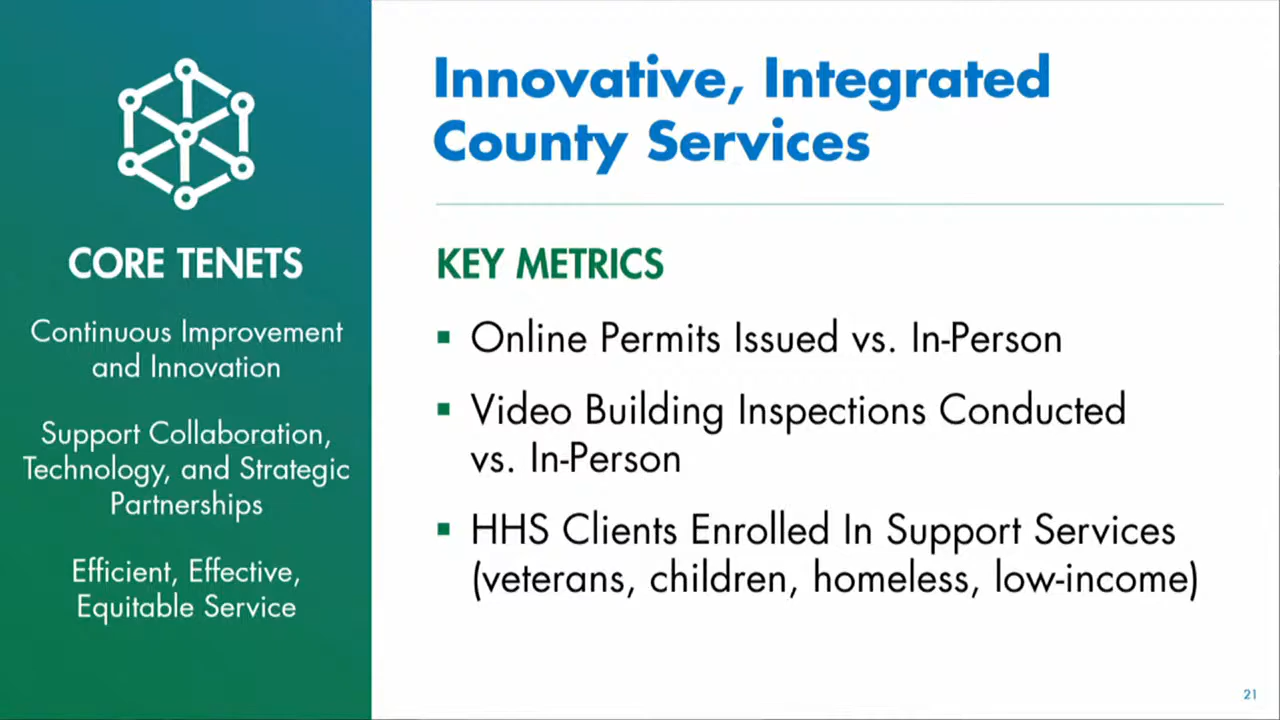 CORE TENETS
Continuous Improvement
and Innovation
Support Collaboration,
Technology, and Strategic
Partnerships
Efficient, Effective,
Equitable Service
Innovative, Integrated
County Services
KEY METRICS
▪ Online Permits Issued vs. In-Person
▪ Video Building Inspections Conducted
vs. In-Person
▪ HHS Clients Enrolled In Support Services
(veterans, children, homeless, low-income)
21